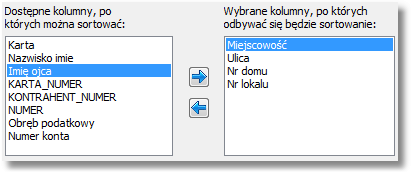 Dostępne kolumny, po
których można sortować:
Karta
Nazwisko imie
Imię ojca
KARTA_NUMER
KONTRAHENT_NUMER
NUMER
Obręb podatkowy
Numer konta
Wybrane kolumny, po których
odbywać się będzie sortowanie:
Miejscowość
Ulica
Nr domu
Nr lokalu